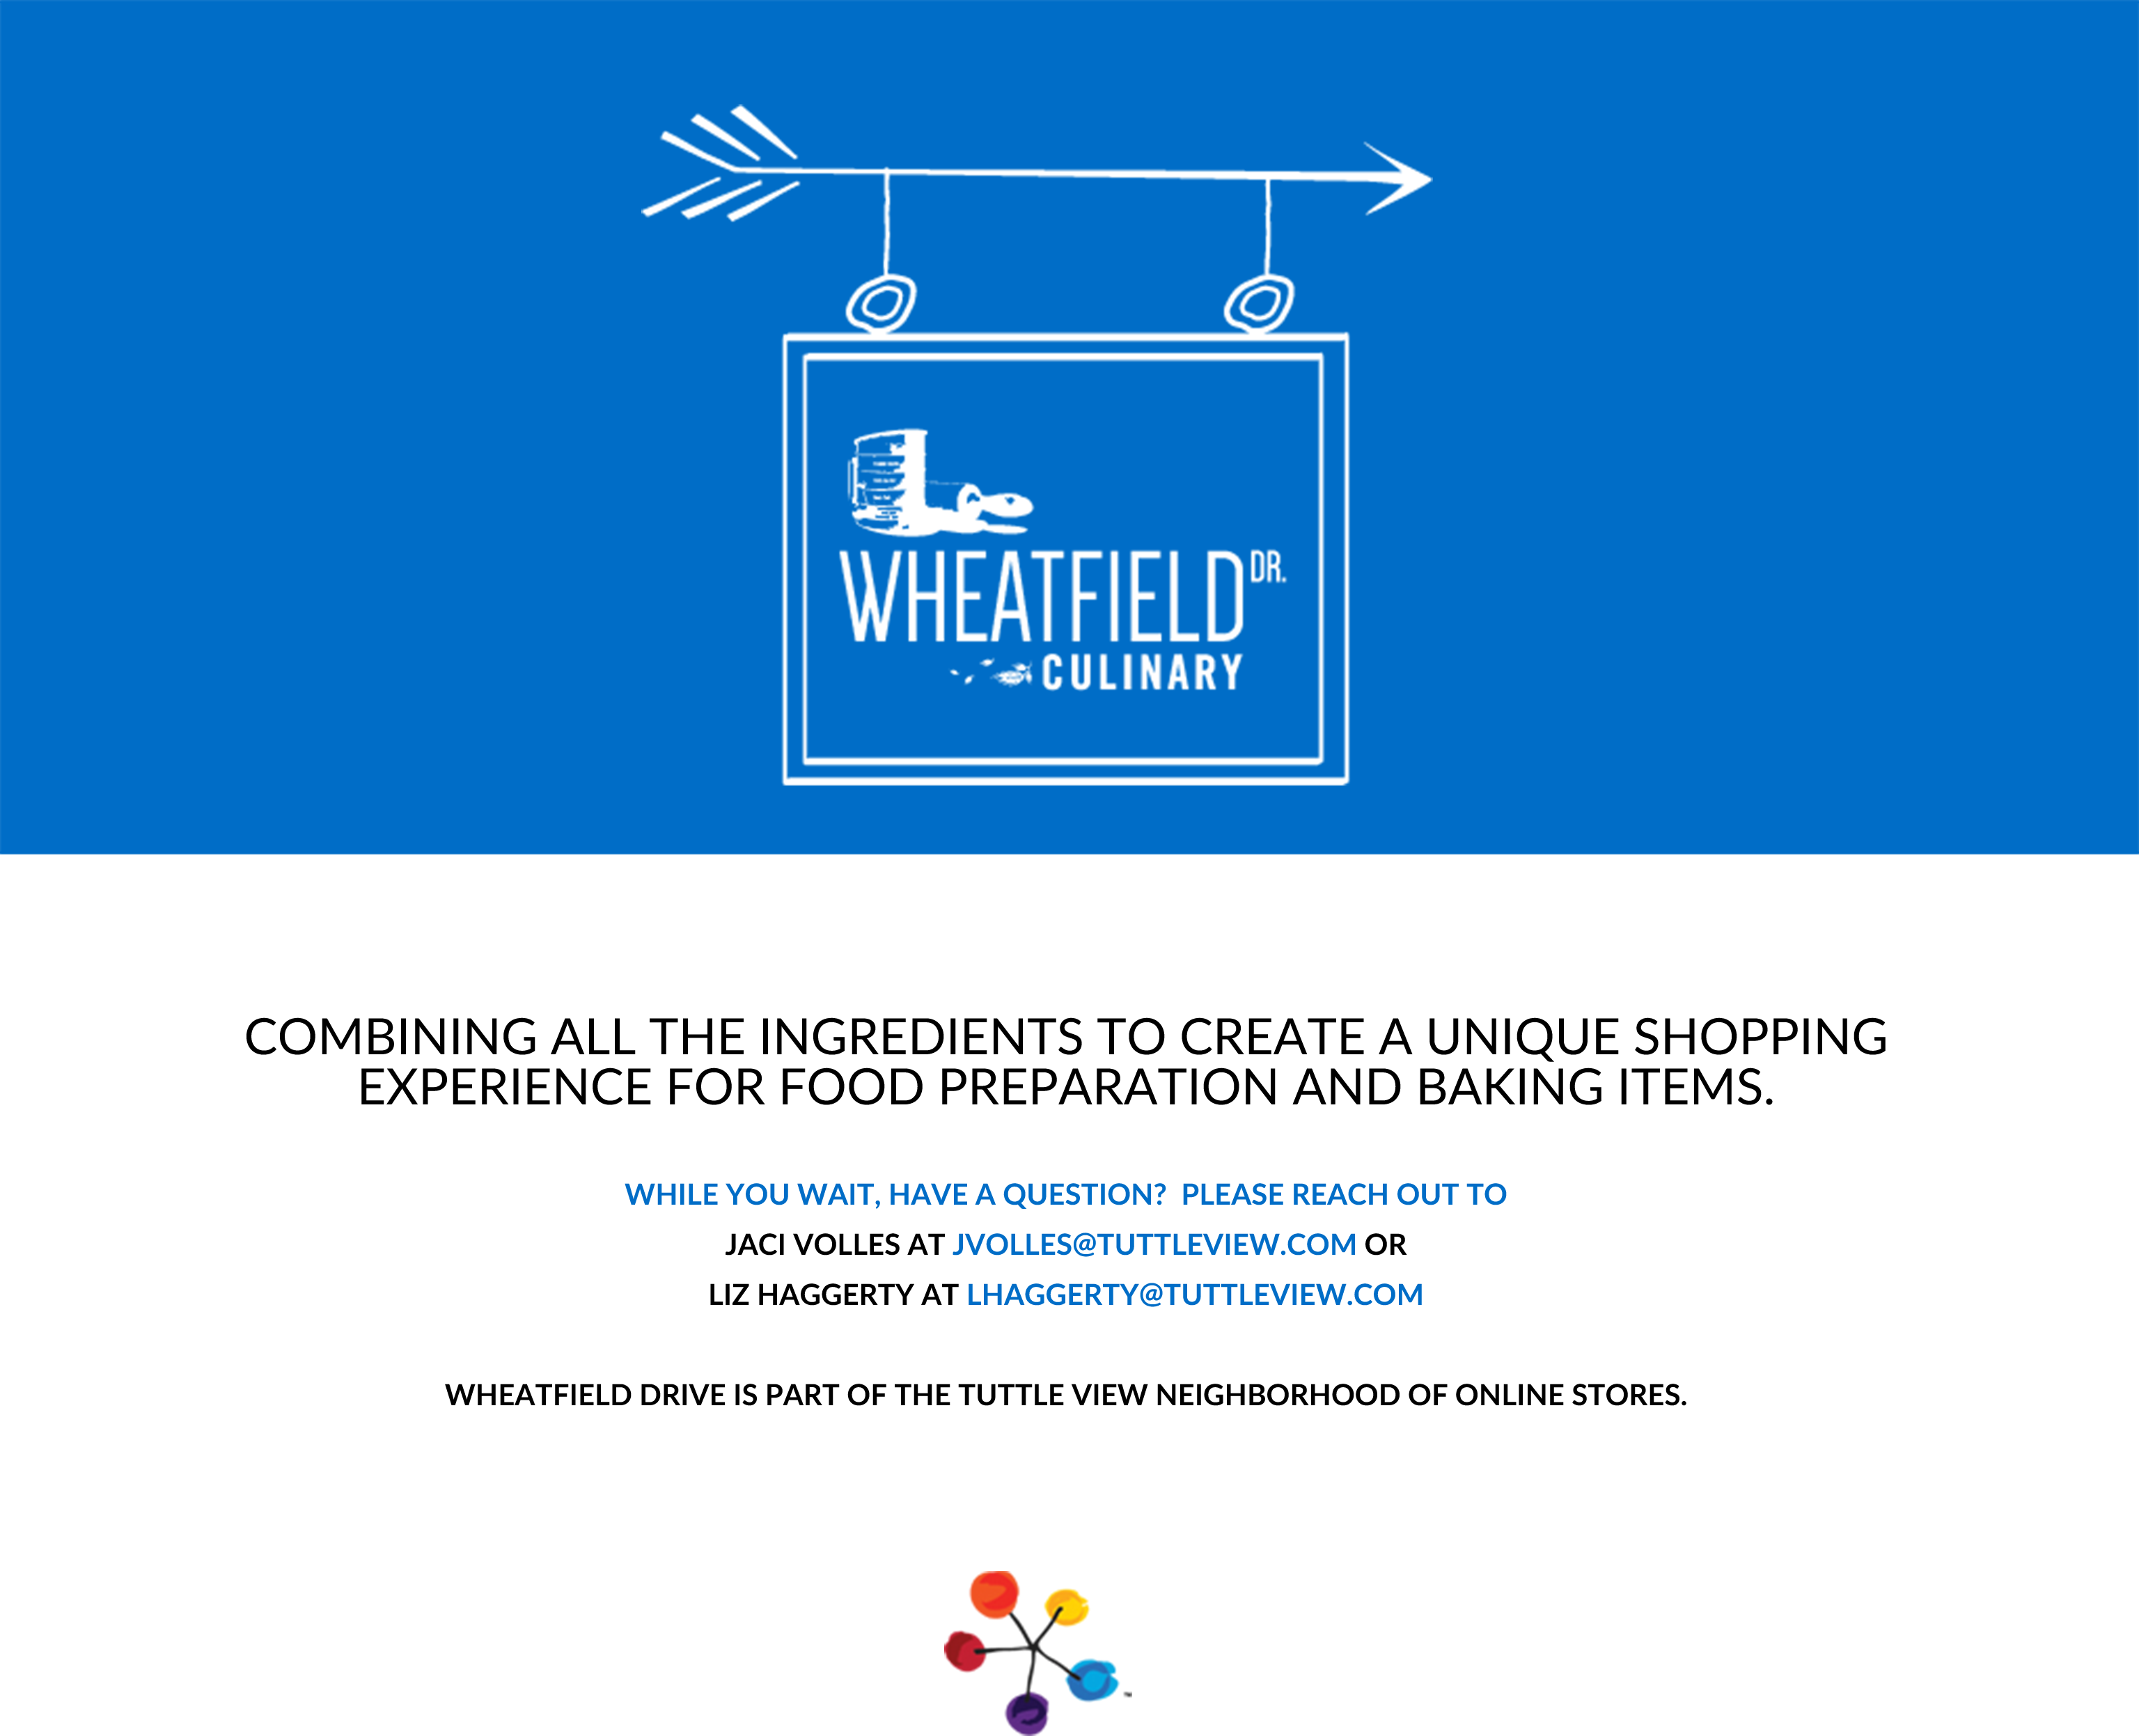 WHEATFIELD DR.
CULINARY
COMBINING ALL THE INGREDIENTS TO CREATE A UNIQUE SHOPPING
EXPERIENCE FOR FOOD PREPARATION AND BAKING ITEMS.
WHILE YOU WAIT, HAVE A QUESTION?  PLEASE REACH OUT TO
JACI VOLLES AT JVOLLES@TUTTLEVIEW.COM OR
LIZ HAGGERTY AT LHAGGERTY@TUTTLEVIEW.COM
WHEATFIELD DRIVE IS PART OF THE TUTTLE VIEW NEIGHBORHOOD OF ONLINE STORES.
™